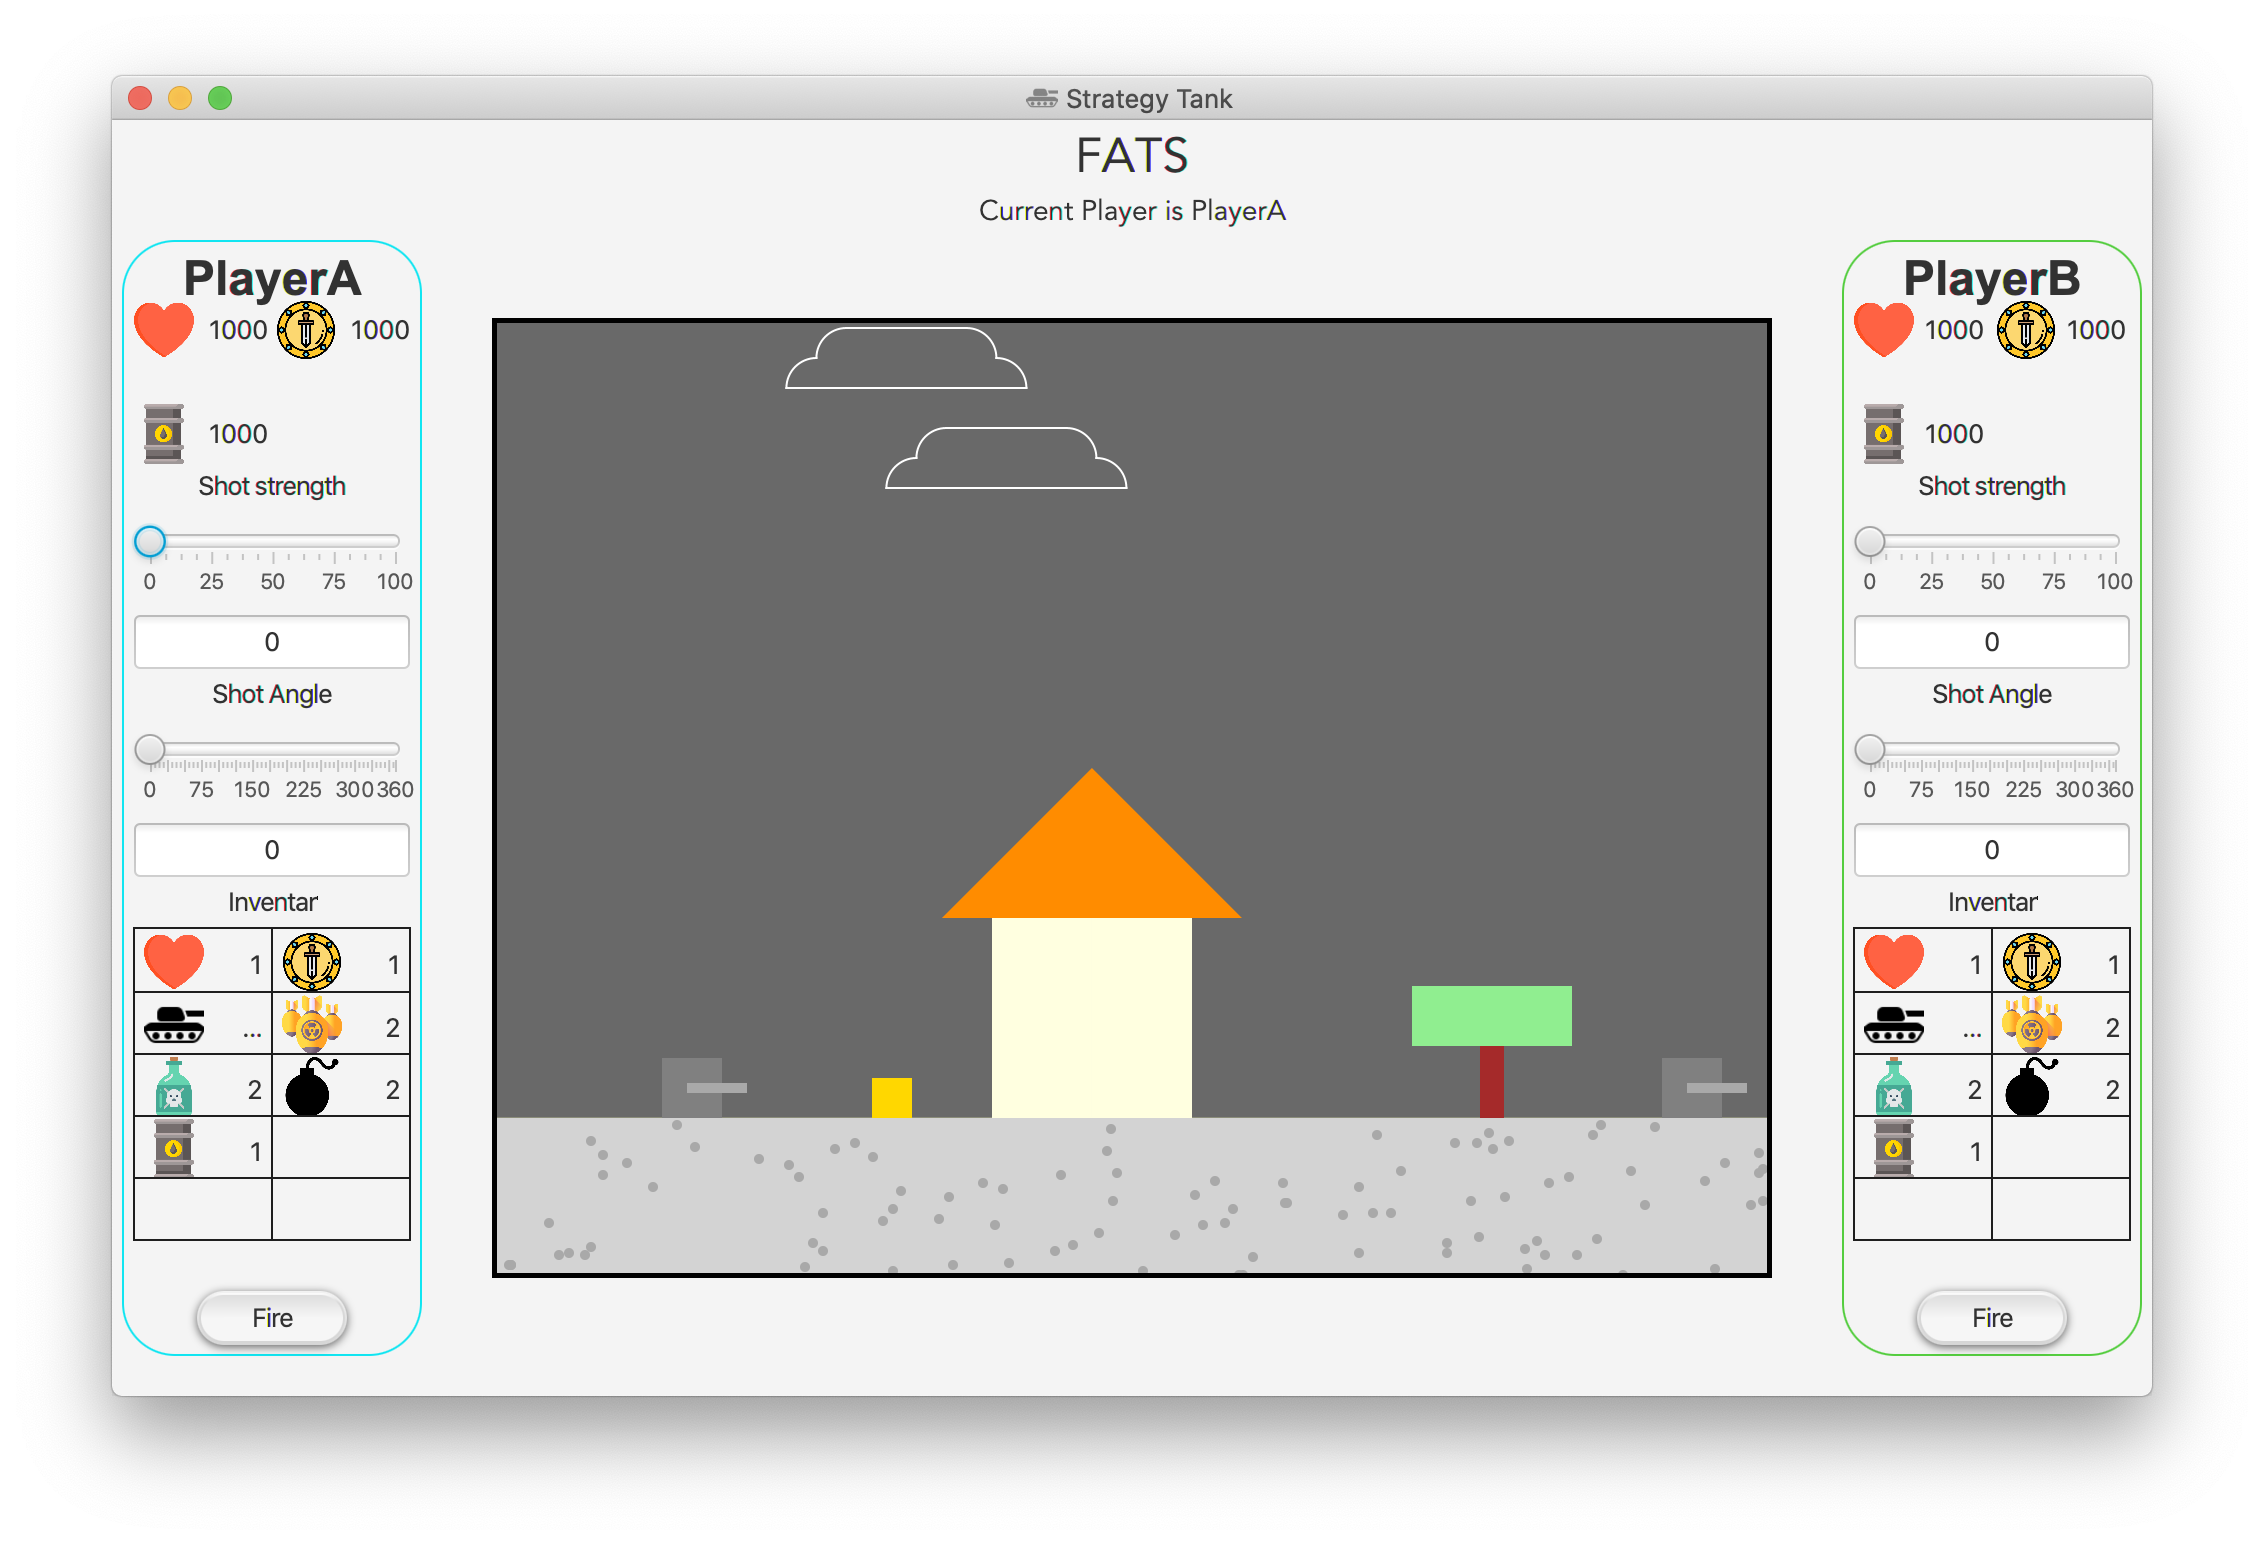 Strategy Tank
FATS
Current Player is PlayerA
PlayerA
1000 1000
1000
Shot strength
0 25 50 75 100
0
Shot Angle
0 75 150 225 300 360
0
Inventar
1 1
... 2
2 2
1
Fire
PlayerB
1000 1000
1000
Shot strength
0 25 50 75 100
0
Shot Angle
0 75 150 225 300 360
0
Inventar
1 1
... 2
2 2
1
Fire